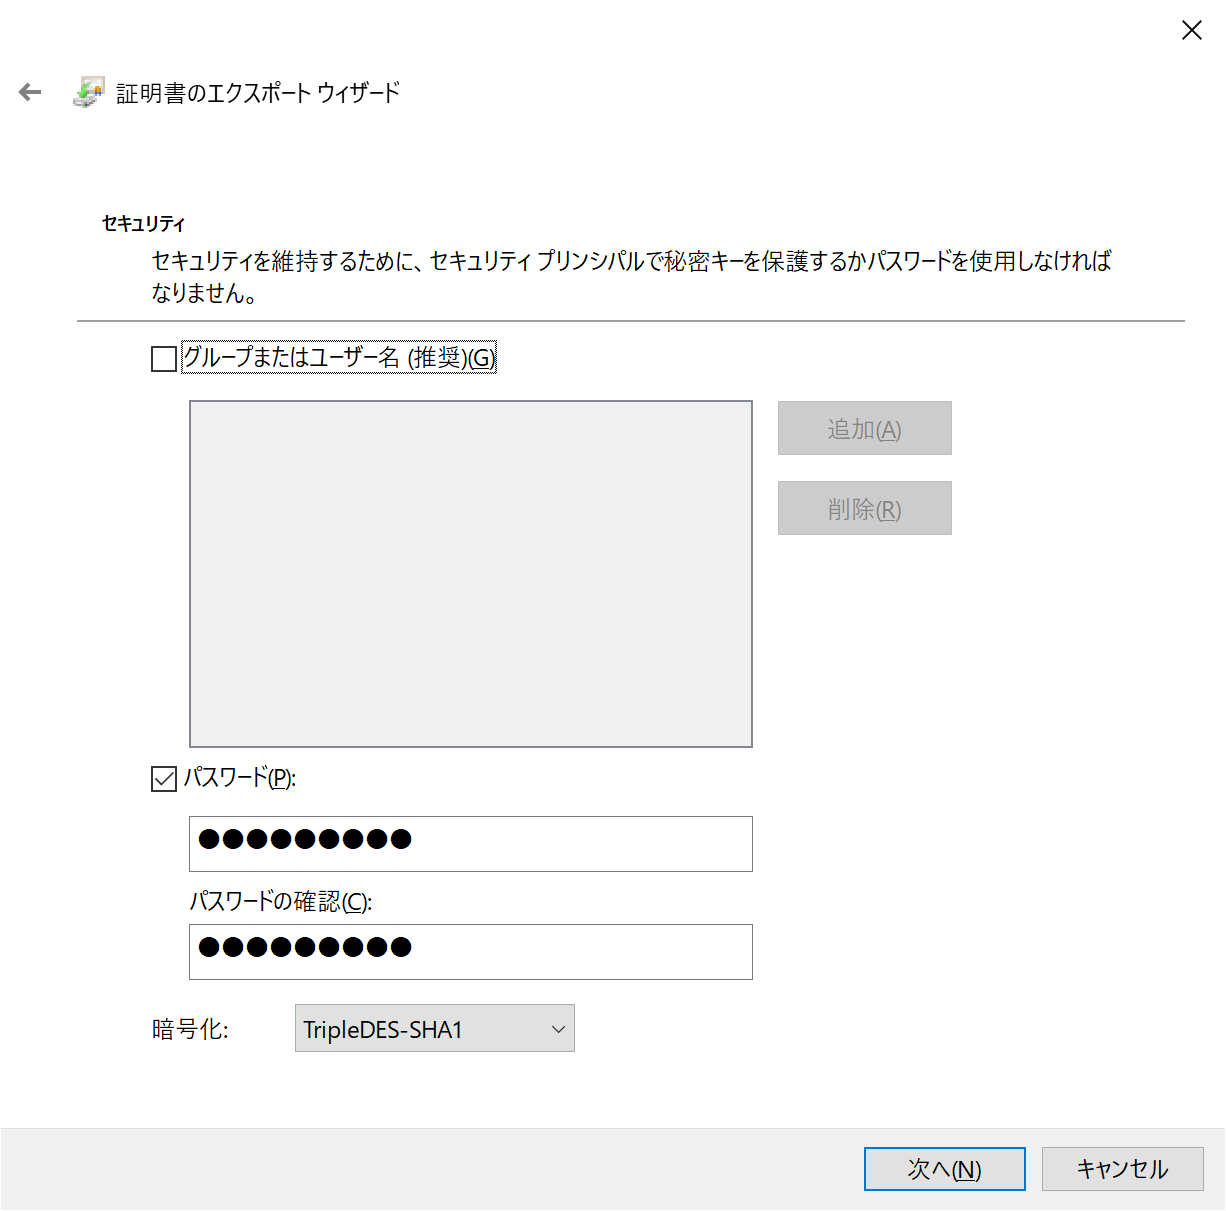 証明書のエクスポート ウィザード
セキュリティ
セキュリティを維持するために、セキュリティ プリンシパルで秘密キーを保護するかパスワードを使用しなければ
なりません。
グループまたはユーザー名 (推奨)(G)
追加(A)
削除(R)
パスワード(P):
●●●●●●●●●
パスワードの確認(C):
●●●●●●●●●
暗号化: TripleDES-SHA1
次へ(N) キャンセル